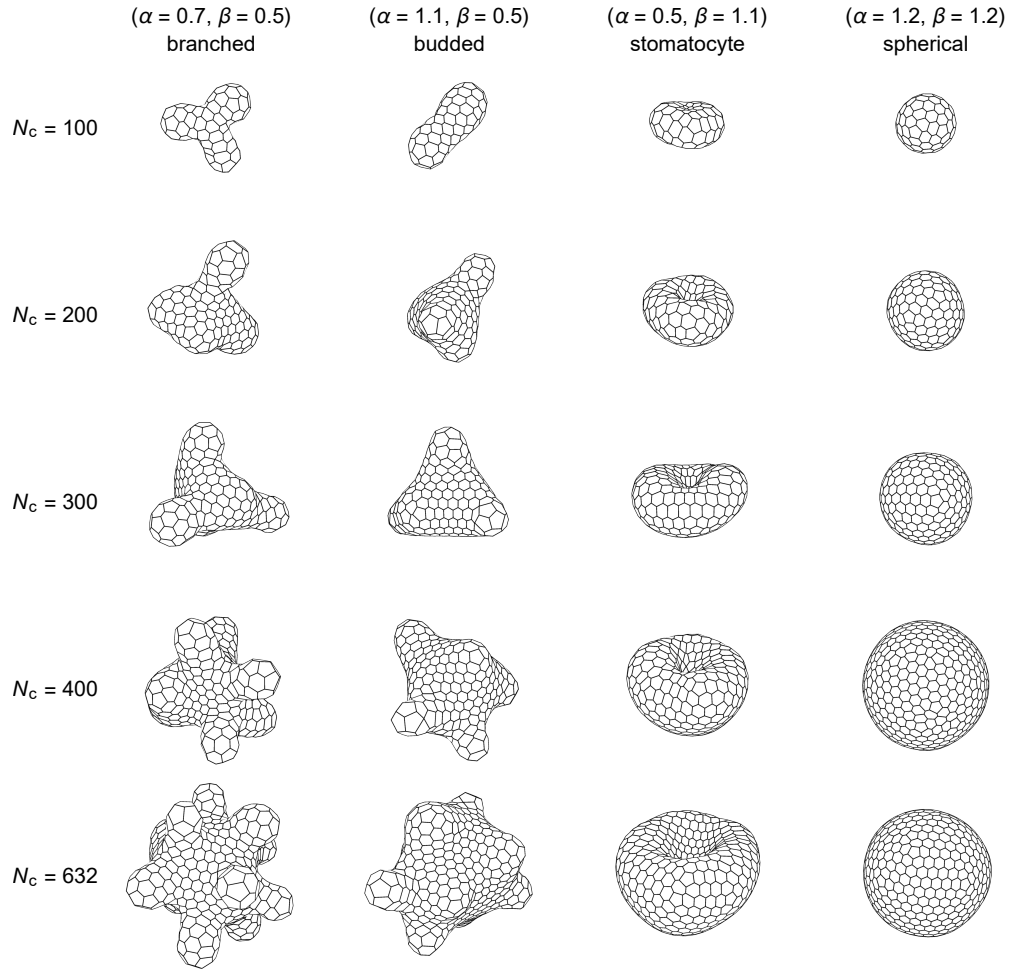 (α = 0.7, β = 0.5) (α = 1.1, β = 0.5) (α = 0.5, β = 1.1) (α = 1.2, β = 1.2)
branched budded stomatocyte spherical
Nc = 100
Nc = 200
Nc = 300
Nc = 400
Nc = 632